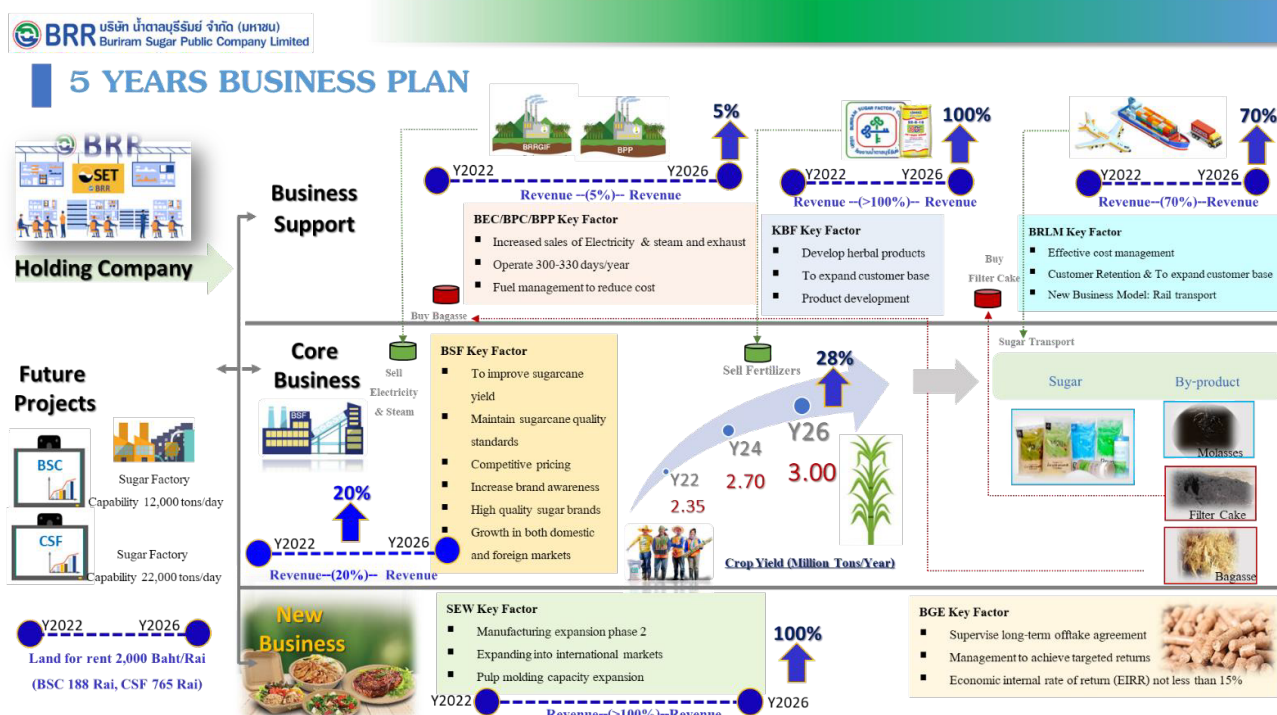 BRR บริษัท น้ำตาลบุรีรัมย์ จำกัด (มหาชน)
Buriram Sugar Public Company Limited
5 YEARS BUSINESS PLAN
BRR
SET
BRR
Holding Company
Business
Support
BRRGIF
BPP
5%
Y2022
Y2026
Revenue --(5%)-- Revenue
BEC/BPC/BPP Key Factor
■ Increased sales of Electricity & steam and exhaust
■ Operate 300-330 days/year
■ Fuel management to reduce cost
Buy Bagasse
100%
Y2022
Y2026
Revenue --(>100%)-- Revenue
KBF Key Factor
■ Develop herbal products
■ To expand customer base
■ Product development
70%
Y2022
Y2026
Revenue--(70%)--Revenue
BRLM Key Factor
■ Effective cost management
■ Customer Retention & To expand customer base
■ New Business Model: Rail transport
Buy
Filter Cake
Core
Business
BSF
Sell
Electricity
& Steam
20%
Y2022
Y2026
Revenue--(20%)-- Revenue
BSF Key Factor
■ To improve sugarcane
yield
■ Maintain sugarcane quality
standards
■ Competitive pricing
■ Increase brand awareness
■ High quality sugar brands
■ Growth in both domestic
and foreign markets
Sell Fertilizers
28%
Y22
2.35
Y24
2.70
Y26
3.00
Crop Yield (Million Tons/Year)
Sugar Transport
Sugar
By-product
Molasses
Filter Cake
Bagasse
Future
Projects
BSC
Sugar Factory
Capability 12,000 tons/day
CSF
Sugar Factory
Capability 22,000 tons/day
Y2022
Y2026
Land for rent 2,000 Baht/Rai
(BSC 188 Rai, CSF 765 Rai)
New
Business
SEW Key Factor
■ Manufacturing expansion phase 2
■ Expanding into international markets
■ Pulp molding capacity expansion
100%
Y2022
Y2026
Revenue--(>100%)--Revenue
BGE Key Factor
■ Supervise long-term offtake agreement
■ Management to achieve targeted returns
■ Economic internal rate of return (EIRR) not less than 15%